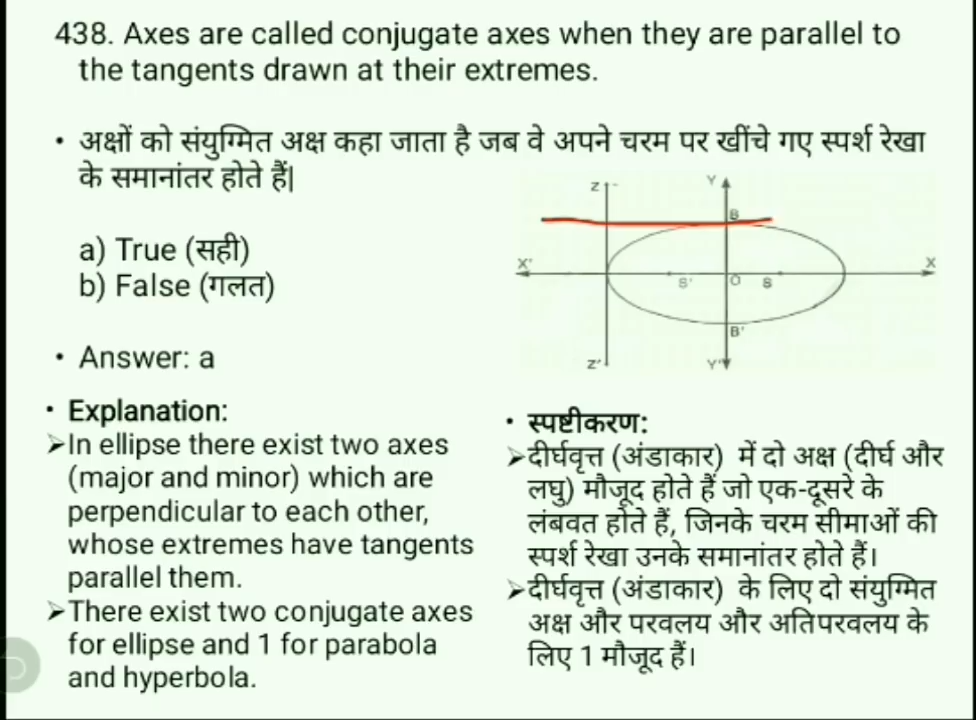 438. Axes are called conjugate axes when they are parallel to
the tangents drawn at their extremes.
• अक्षों को संयुग्मित अक्ष कहा जाता है जब वे अपने चरम पर खींचे गए स्पर्श रेखा
के समानांतर होते हैं|
a) True (सही)
b) False (गलत)
• Answer: a
Z
Y
B
X'
X
S'
O
S
B'
Z'
Y'
• Explanation:
➢In ellipse there exist two axes
(major and minor) which are
perpendicular to each other,
whose extremes have tangents
parallel them.
➢There exist two conjugate axes
for ellipse and 1 for parabola
and hyperbola.
• स्पष्टीकरण:
➢दीर्घवृत्त (अंडाकार) में दो अक्ष (दीर्घ और
लघु) मौजूद होते हैं जो एक-दूसरे के
लंबवत होते हैं, जिनके चरम सीमाओं की
स्पर्श रेखा उनके समानांतर होते हैं।
➢दीर्घवृत्त (अंडाकार) के लिए दो संयुग्मित
अक्ष और परवलय और अतिपरवलय के
लिए 1 मौजूद हैं।